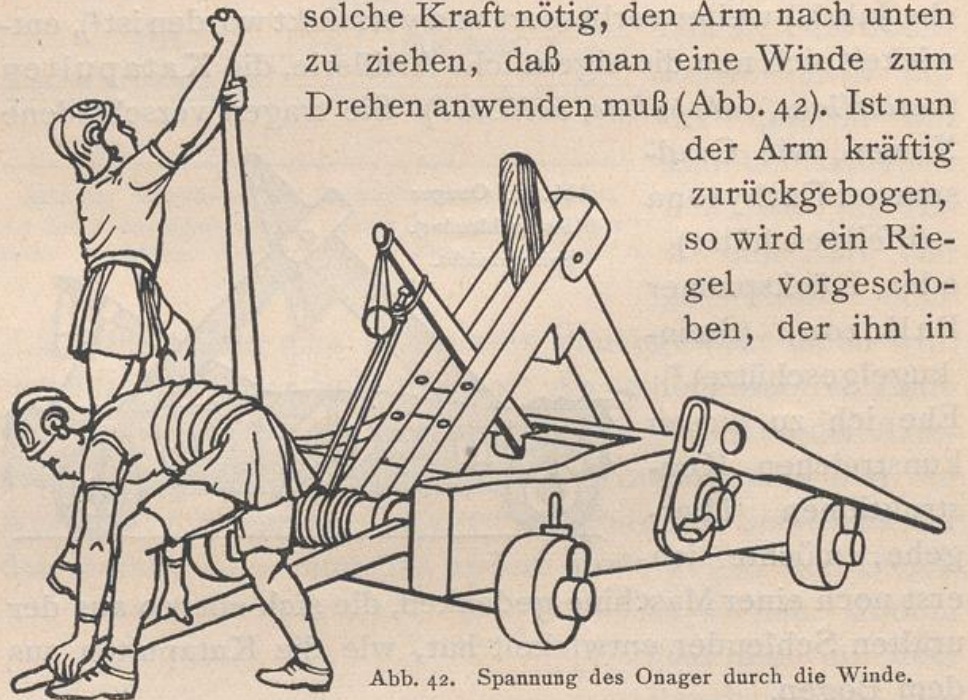 solche Kraft nötig, den Arm nach unten
zu ziehen, daß man eine Winde zum
Drehen anwenden muß (Abb. 42). Ist nun
der Arm kräftig
zurückgebogen,
so wird ein Rie-
gel vorgescho-
ben, der ihn in
Abb. 42. Spannung des Onager durch die Winde.